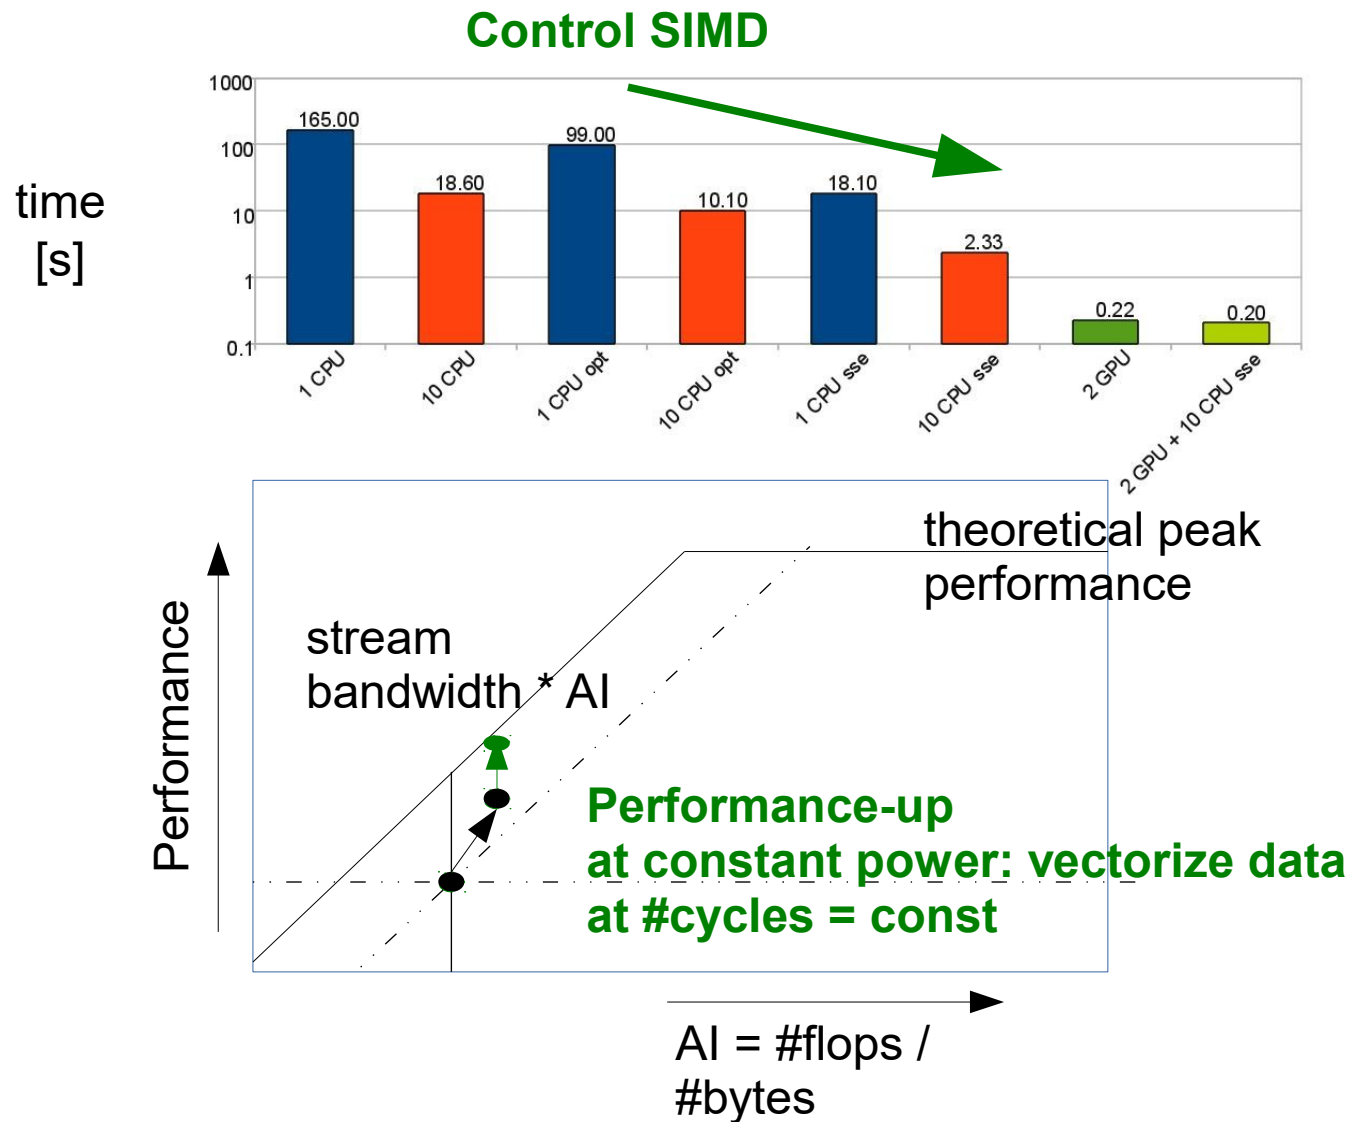 Control SIMD
time
[s]
1000
100
10
1
0.1
165.00
18.60
99.00
10.10
18.10
2.33
0.22
0.20
1 CPU
10 CPU
1 CPU opt
10 CPU opt
1 CPU sse
10 CPU sse
2 GPU
2 GPU + 10 CPU sse
Performance
theoretical peak
performance
stream
bandwidth * AI
Performance-up
at constant power: vectorize data
at #cycles = const
AI = #flops /
#bytes